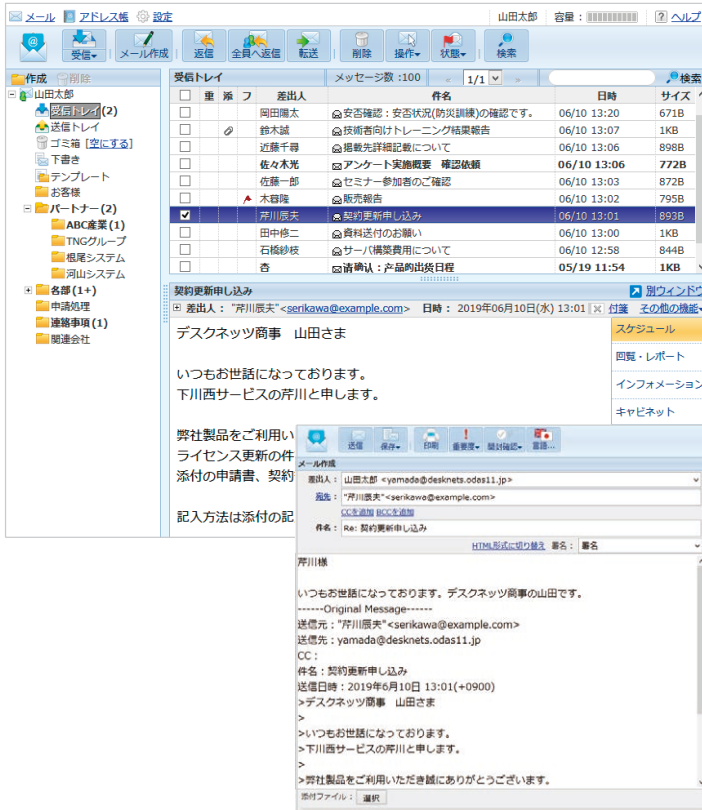 メール アドレス帳 設定 山田太郎 容量： ? ヘルプ
受信 メール作成 返信 全員へ返信 転送 削除 操作 状態 検索
作成 削除 受信トレイ メッセージ数 :100 « 1/1 » 検索
山田太郎
受信トレイ(2)
送信トレイ
ゴミ箱 [空にする]
下書き
テンプレート
お客様
パートナー(2)
ABC産業(1)
TNGグループ
根尾システム
河山システム
各部(1+)
申請処理
連絡事項(1)
関連会社
重 添 フ 差出人 件名 日時 サイズ
岡田陽太 安否確認：安否状況(防災訓練)の確認です。 06/10 13:20 671B
鈴木誠 技術者向けトレーニング結果報告 06/10 13:07 1KB
近藤千尋 掲載先詳細記載について 06/10 13:06 898B
佐々木光 アンケート実施概要　確認依頼 06/10 13:06 772B
佐藤一郎 セミナー参加者のご確認 06/10 13:03 872B
木暮隆 販売報告 06/10 13:02 795B
芹川辰夫 契約更新申し込み 06/10 13:01 893B
田中修二 資料送付のお願い 06/10 13:00 1KB
石橋紗枝 サーバ構築費用について 06/10 12:58 844B
杏 请确认：产品的出货日程 05/19 11:54 1KB
契約更新申し込み 別ウィンドウ
差出人： "芹川辰夫"<serikawa@example.com> 日時： 2019年06月10日(水) 13:01 付箋 その他の機能
デスクネッツ商事　山田さま
いつもお世話になっております。
下川西サービスの芹川と申します。
弊社製品をご利用い
ライセンス更新の件
添付の申請書、契約
記入方法は添付の記
スケジュール
回覧・レポート
インフォメーション
キャビネット
送信 保存 印刷 重要度 開封確認 言語...
メール作成
差出人： 山田太郎 <yamada@desknets.odas11.jp>
宛先： "芹川辰夫"<serikawa@example.com>
CCを追加 BCCを追加
件名： Re: 契約更新申し込み
HTML形式に切り替え 署名： 署名
芹川様
いつもお世話になっております。デスクネッツ商事の山田です。
------Original Message------
送信元："芹川辰夫"<serikawa@example.com>
送信先：yamada@desknets.odas11.jp
CC：
件名：契約更新申し込み
送信日時：2019年6月10日 13:01(+0900)
>デスクネッツ商事　山田さま
>
>いつもお世話になっております。
>下川西サービスの芹川と申します。
>
>弊社製品をご利用いただき誠にありがとうございます。
添付ファイル： 選択